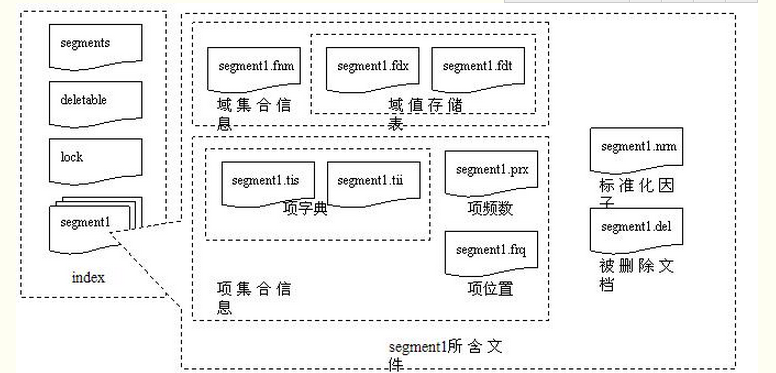 segments
deletable
lock
segment1
index
segment1.fnm
域集合信
息
segment1.fdx
segment1.fdt
域值存储
表
segment1.tis
segment1.tii
项字典
segment1.prx
项频数
segment1.frq
项位置
项集合信
息
segment1.nrm
标准化因
子
segment1.del
被删除文
档
segment1所含文
件